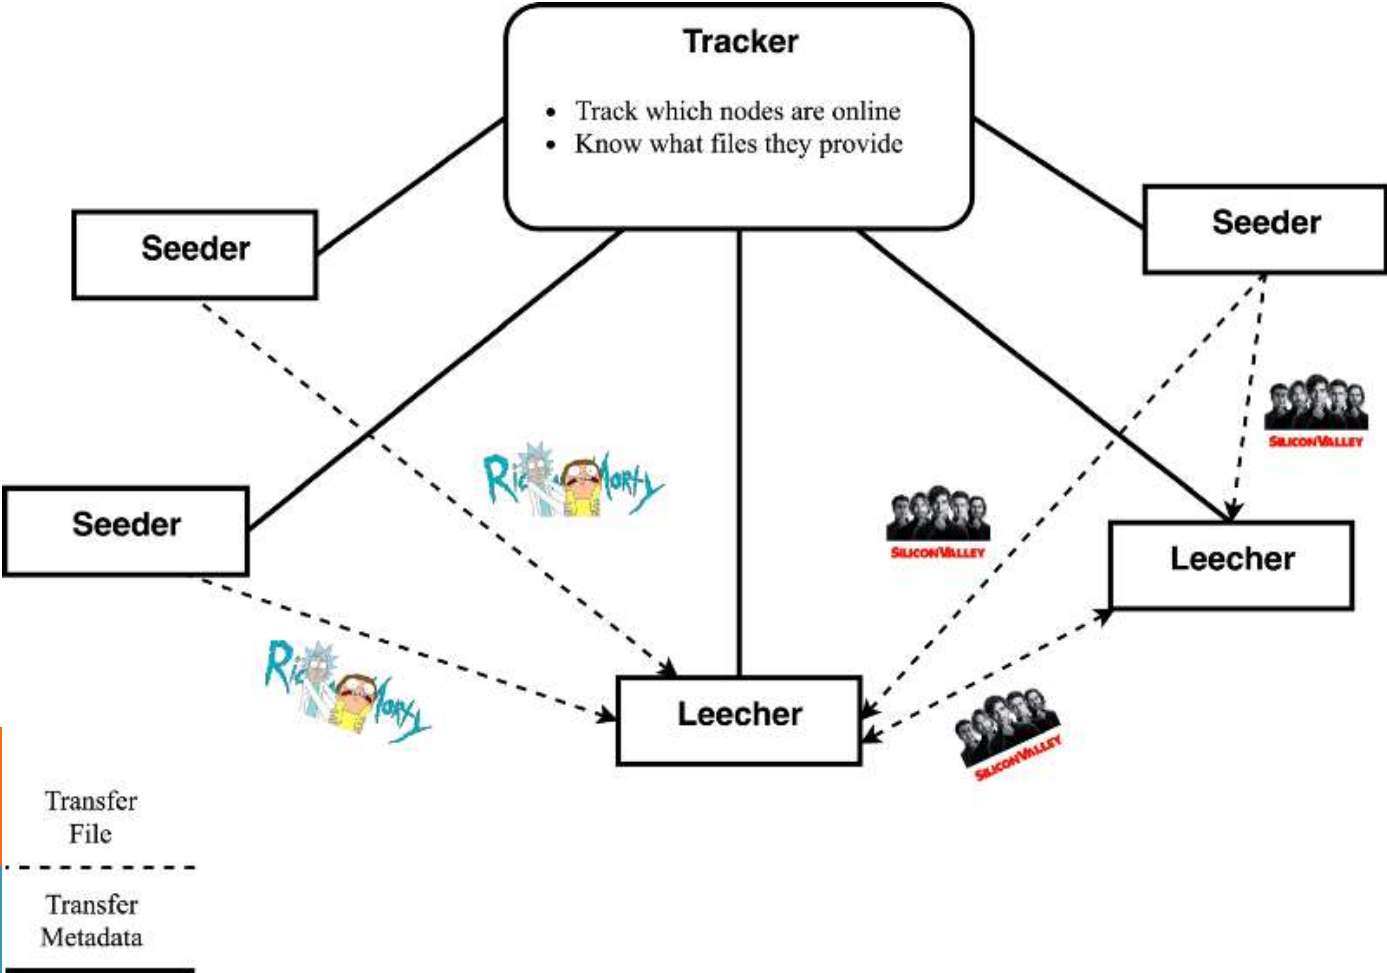 Tracker
• Track which nodes are online
• Know what files they provide
Seeder
Seeder
SILICON VALLEY
Rick and Morty
SILICON VALLEY
Seeder
Leecher
Rick and Morty
Leecher
SILICON VALLEY
Transfer
File
Transfer
Metadata